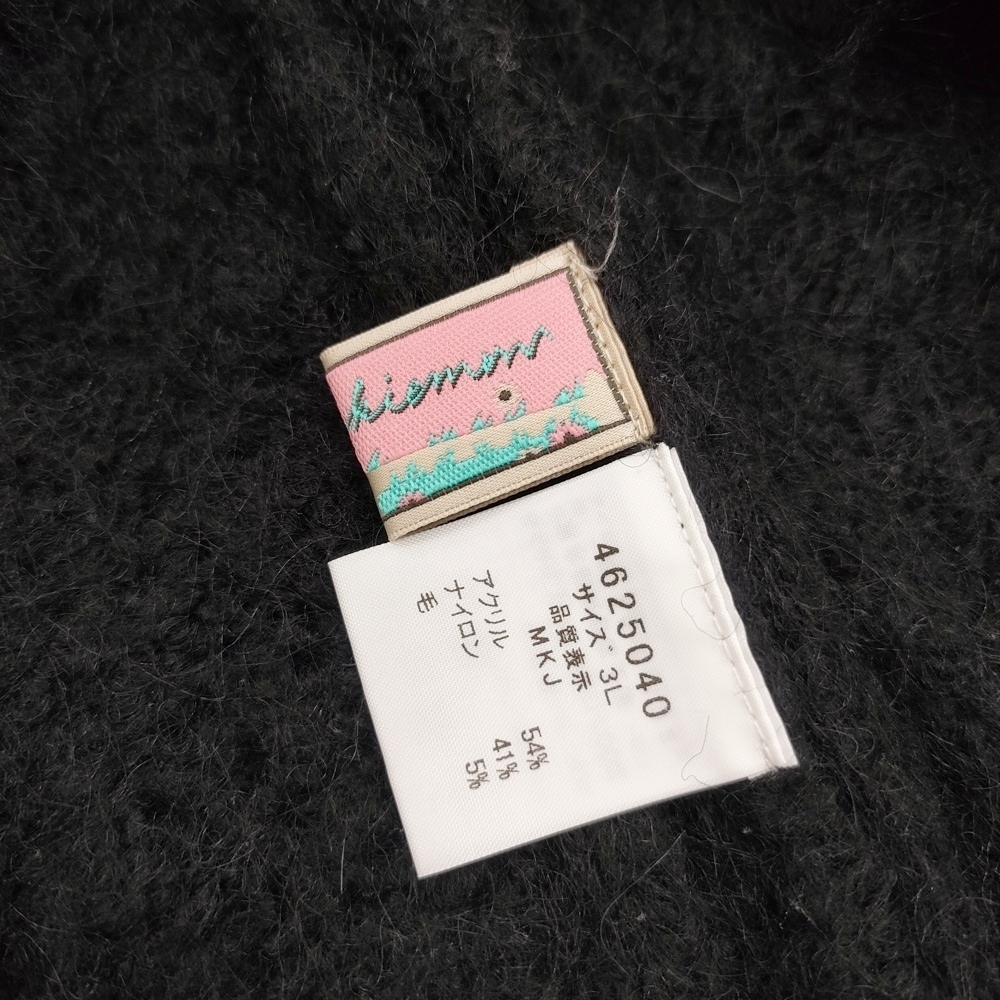 hiemon
4625040
サイズ 3L
品質表示
MKJ
アクリル 54%
ナイロン 41%
毛 5%